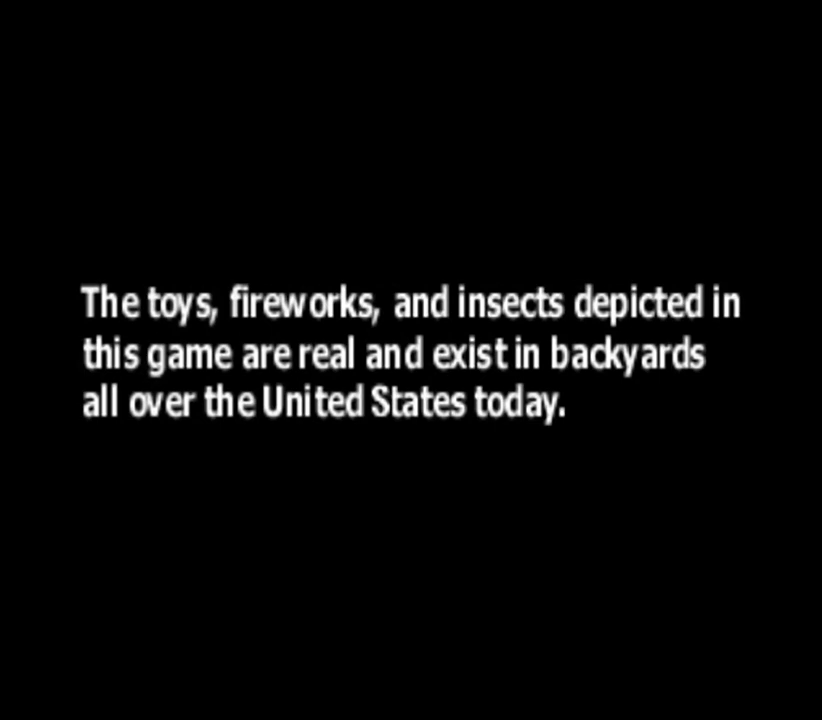 The toys, fireworks, and insects depicted in
this game are real and exist in backyards
all over the United States today.